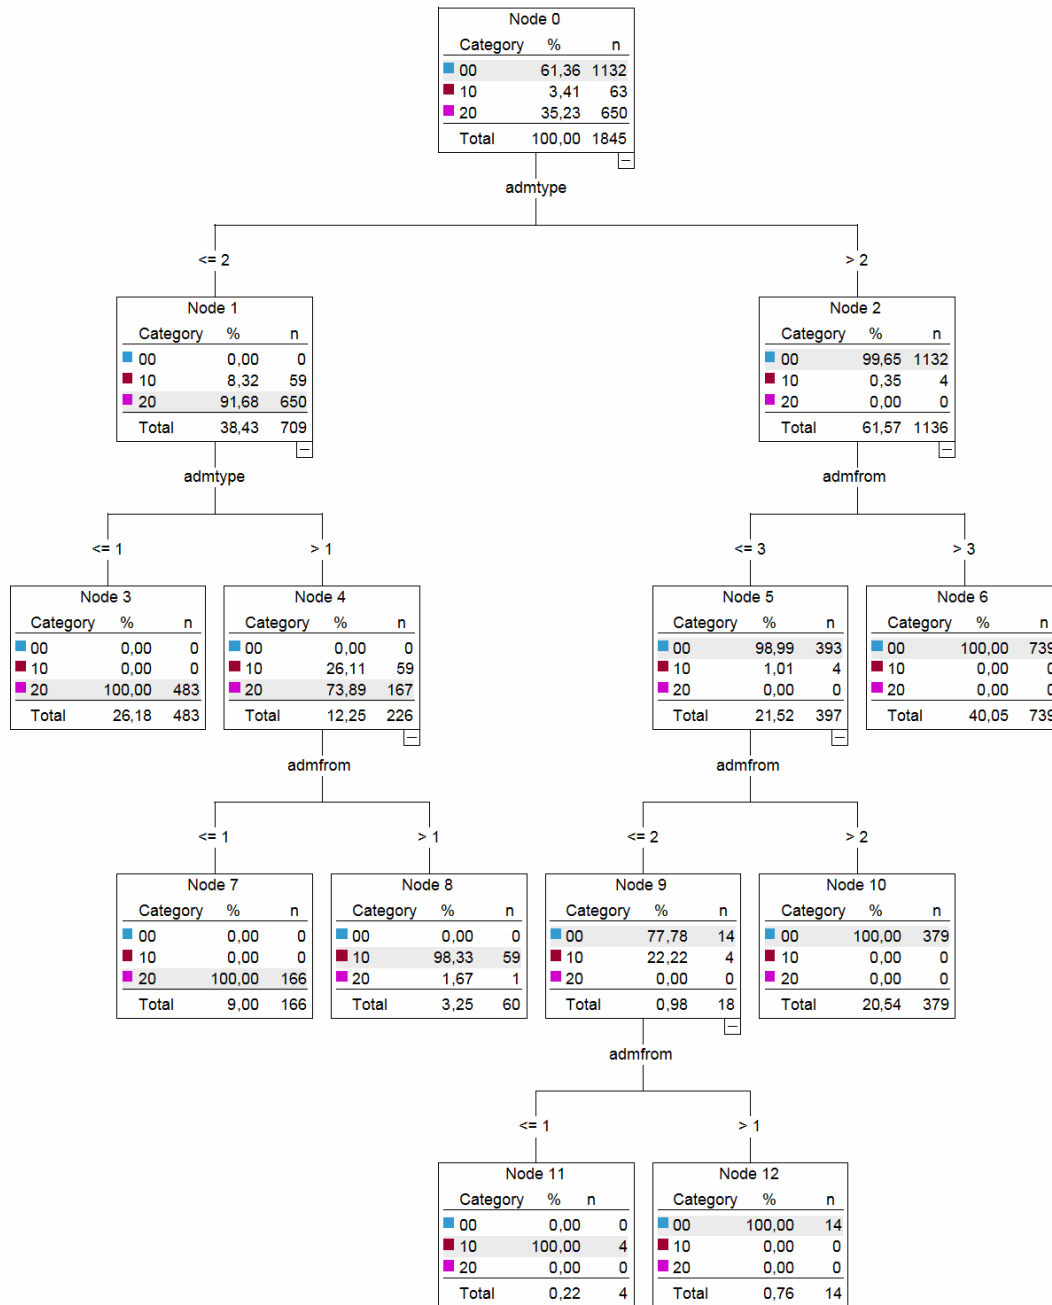 Node 0
Category % n
00 61,36 1132
10 3,41 63
20 35,23 650
Total 100,00 1845
admtype
<= 2
> 2
Node 1
Category % n
00 0,00 0
10 8,32 59
20 91,68 650
Total 38,43 709
Node 2
Category % n
00 99,65 1132
10 0,35 4
20 0,00 0
Total 61,57 1136
admtype
admfrom
<= 1
> 1
<= 3
> 3
Node 3
Category % n
00 0,00 0
10 0,00 0
20 100,00 483
Total 26,18 483
Node 4
Category % n
00 0,00 0
10 26,11 59
20 73,89 167
Total 12,25 226
Node 5
Category % n
00 98,99 393
10 1,01 4
20 0,00 0
Total 21,52 397
Node 6
Category % n
00 100,00 739
10 0,00 0
20 0,00 0
Total 40,05 739
admfrom
admfrom
<= 1
> 1
<= 2
> 2
Node 7
Category % n
00 0,00 0
10 0,00 0
20 100,00 166
Total 9,00 166
Node 8
Category % n
00 0,00 0
10 98,33 59
20 1,67 1
Total 3,25 60
Node 9
Category % n
00 77,78 14
10 22,22 4
20 0,00 0
Total 0,98 18
Node 10
Category % n
00 100,00 379
10 0,00 0
20 0,00 0
Total 20,54 379
admfrom
<= 1
> 1
Node 11
Category % n
00 0,00 0
10 100,00 4
20 0,00 0
Total 0,22 4
Node 12
Category % n
00 100,00 14
10 0,00 0
20 0,00 0
Total 0,76 14